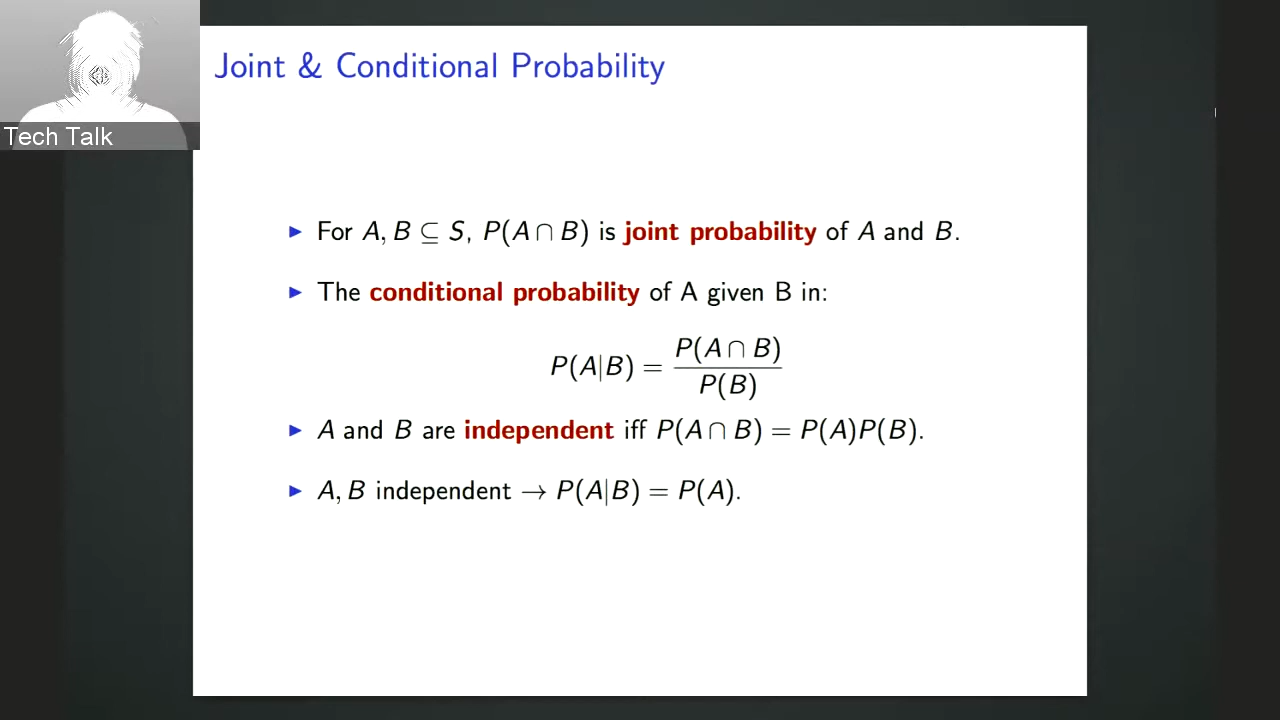 Joint & Conditional Probability
Tech Talk
▶ For A, B ⊆ S, P(A ∩ B) is joint probability of A and B.
▶ The conditional probability of A given B in:
P(A|B) = P(A ∩ B) / P(B)
▶ A and B are independent iff P(A ∩ B) = P(A)P(B).
▶ A, B independent → P(A|B) = P(A).